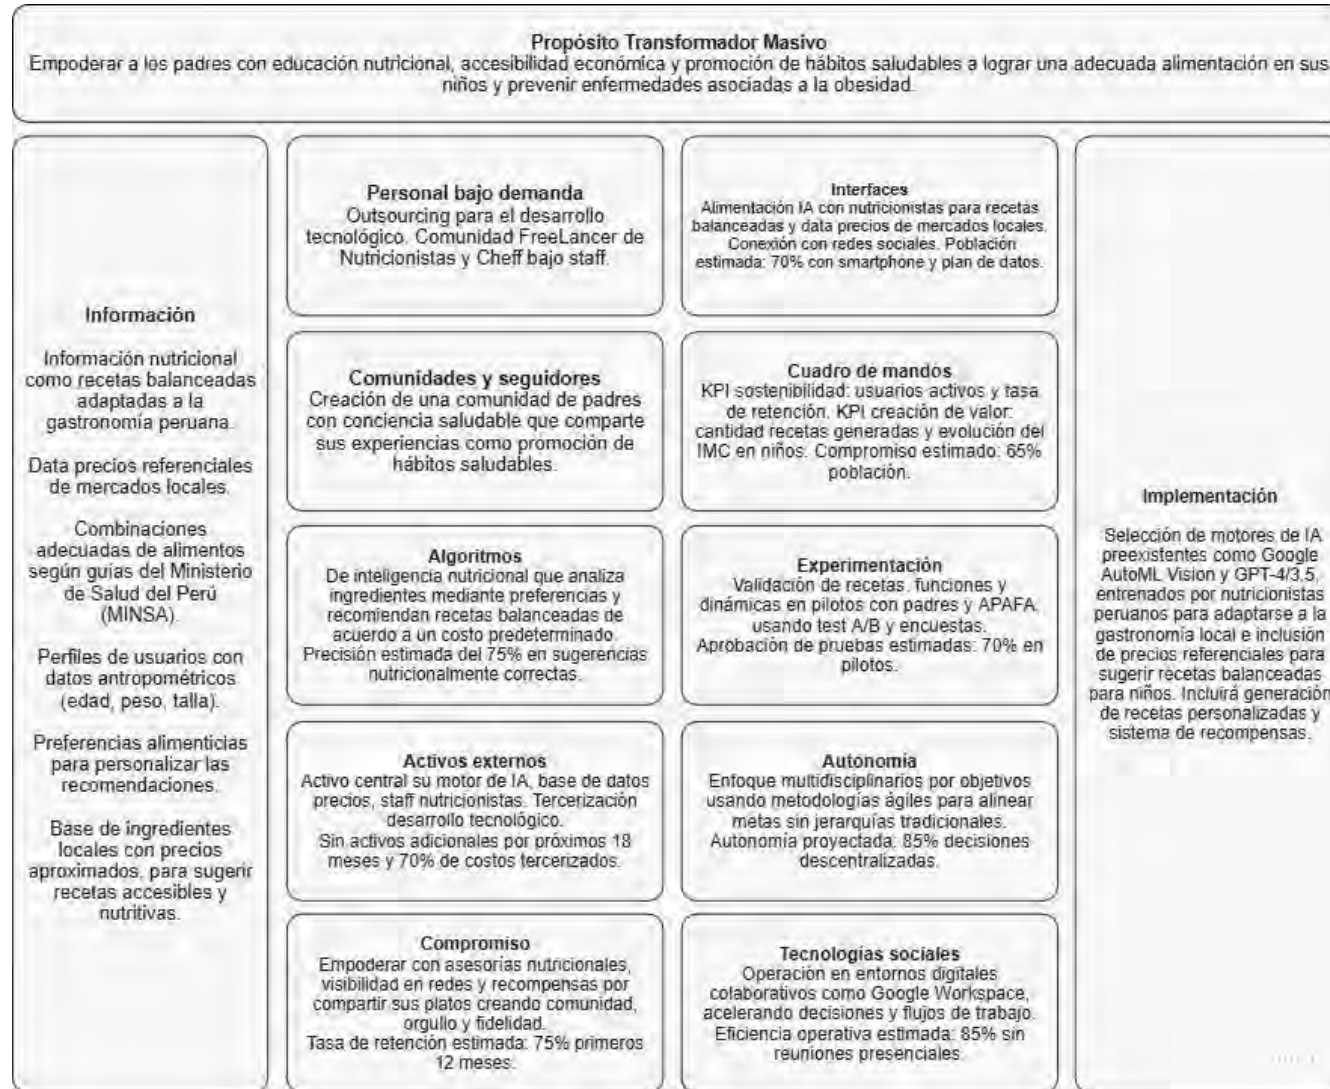 Propósito Transformador Masivo
Empoderar a los padres con educación nutricional, accesibilidad económica y promoción de hábitos saludables a lograr una adecuada alimentación en sus
niños y prevenir enfermedades asociadas a la obesidad.
Información
Información nutricional
como recetas balanceadas
adaptadas a la
gastronomía peruana.
Data precios referenciales
de mercados locales.
Combinaciones
adecuadas de alimentos
según guías del Ministerio
de Salud del Perú
(MINSA).
Perfiles de usuarios con
datos antropométricos
(edad, peso, talla).
Preferencias alimenticias
para personalizar las
recomendaciones.
Base de ingredientes
locales con precios
aproximados, para sugerir
recetas accesibles y
nutritivas.
Personal bajo demanda
Outsourcing para el desarrollo
tecnológico. Comunidad FreeLancer de
Nutricionistas y Cheff bajo staff.
Comunidades y seguidores
Creación de una comunidad de padres
con conciencia saludable que comparte
sus experiencias como promoción de
hábitos saludables.
Algoritmos
De inteligencia nutricional que analiza
ingredientes mediante preferencias y
recomiendan recetas balanceadas de
acuerdo a un costo predeterminado.
Precisión estimada del 75% en sugerencias
nutricionalmente correctas.
Activos externos
Activo central su motor de IA, base de datos
precios, staff nutricionistas. Tercerización
desarrollo tecnológico.
Sin activos adicionales por próximos 18
meses y 70% de costos tercerizados.
Compromiso
Empoderar con asesorías nutricionales,
visibilidad en redes y recompensas por
compartir sus platos creando comunidad,
orgullo y fidelidad.
Tasa de retención estimada: 75% primeros
12 meses.
Interfaces
Alimentación IA con nutricionistas para recetas
balanceadas y data precios de mercados locales.
Conexión con redes sociales. Población
estimada: 70% con smartphone y plan de datos.
Cuadro de mandos
KPI sostenibilidad: usuarios activos y tasa
de retención. KPI creación de valor:
cantidad recetas generadas y evolución del
IMC en niños. Compromiso estimado: 65%
población.
Experimentación
Validación de recetas, funciones y
dinámicas en pilotos con padres y APAFA,
usando test A/B y encuestas.
Aprobación de pruebas estimadas: 70% en
pilotos.
Autonomía
Enfoque multidisciplinarios por objetivos
usando metodologías ágiles para alinear
metas sin jerarquías tradicionales.
Autonomía proyectada: 85% decisiones
descentralizadas.
Tecnologías sociales
Operación en entornos digitales
colaborativos como Google Workspace,
acelerando decisiones y flujos de trabajo.
Eficiencia operativa estimada: 85% sin
reuniones presenciales.
Implementación
Selección de motores de IA
preexistentes como Google
AutoML Vision y GPT-4/3.5,
entrenados por nutricionistas
peruanos para adaptarse a la
gastronomía local e inclusión
de precios referenciales para
sugerir recetas balanceadas
para niños. Incluirá generación
de recetas personalizadas y
sistema de recompensas.